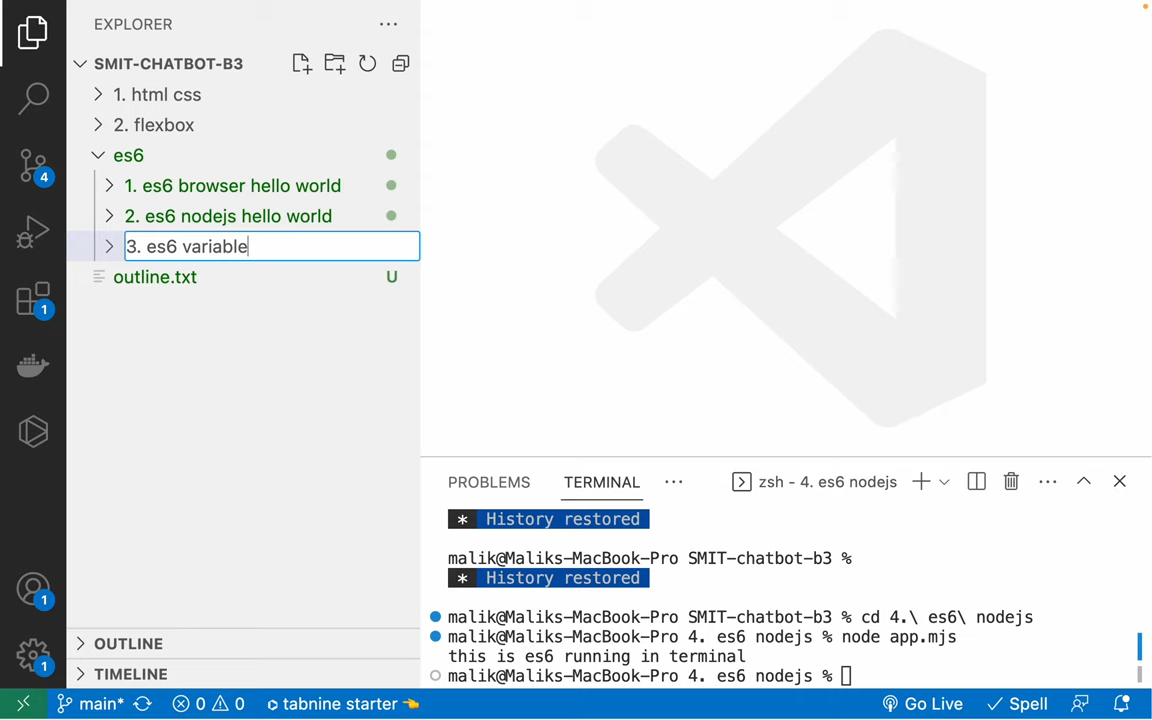 EXPLORER
SMIT-CHATBOT-B3
1. html css
2. flexbox
es6
1. es6 browser hello world
2. es6 nodejs hello world
3. es6 variable
outline.txt U
4
1
1
1
OUTLINE
TIMELINE
PROBLEMS TERMINAL zsh - 4. es6 nodejs
* History restored
malik@Maliks-MacBook-Pro SMIT-chatbot-b3 %
* History restored
malik@Maliks-MacBook-Pro SMIT-chatbot-b3 % cd 4.\ es6\ nodejs
malik@Maliks-MacBook-Pro 4. es6 nodejs % node app.mjs
this is es6 running in terminal
malik@Maliks-MacBook-Pro 4. es6 nodejs %
main* 0 0 tabnine starter Go Live Spell